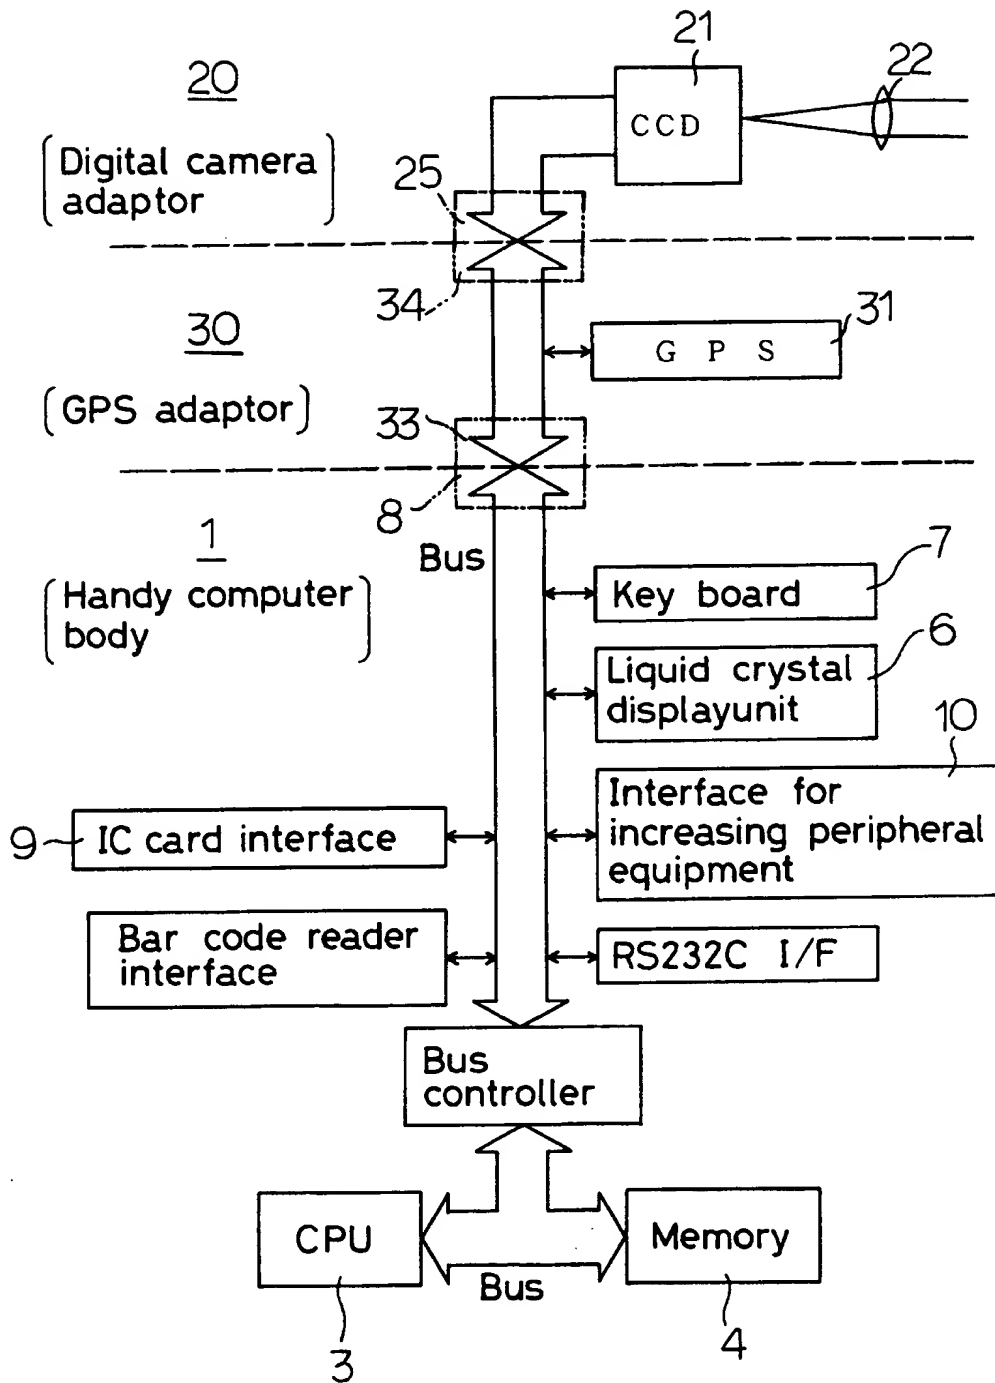 21
22
20
CCD
Digital camera
adaptor
25
34
31
30
G P S
GPS adaptor
33
8
1
Bus
7
Handy computer
body
Key board
6
Liquid crystal
displayunit
10
Interface for
increasing peripheral
equipment
9
IC card interface
Bar code reader
interface
RS232C I/F
Bus
controller
CPU
Memory
Bus
3
4